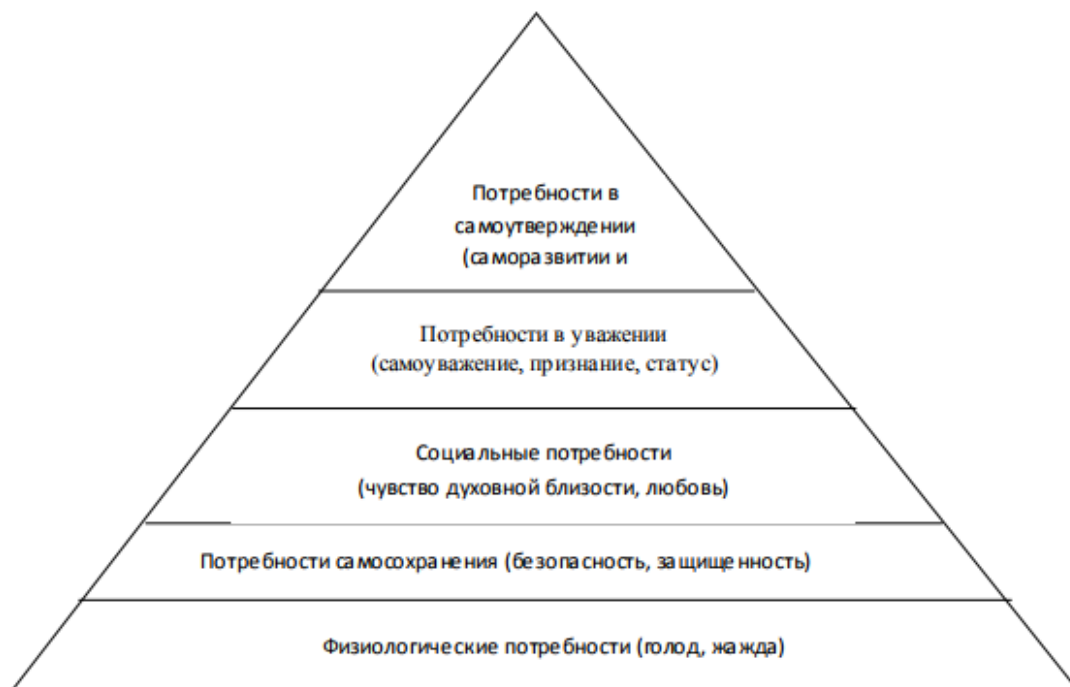 Потребности в
самоутверждении
(саморазвитии и
Потребности в уважении
(самоуважение, признание, статус)
Социальные потребности
(чувство духовной близости, любовь)
Потребности самосохранения (безопасность, защищенность)
Физиологические потребности (голод, жажда)